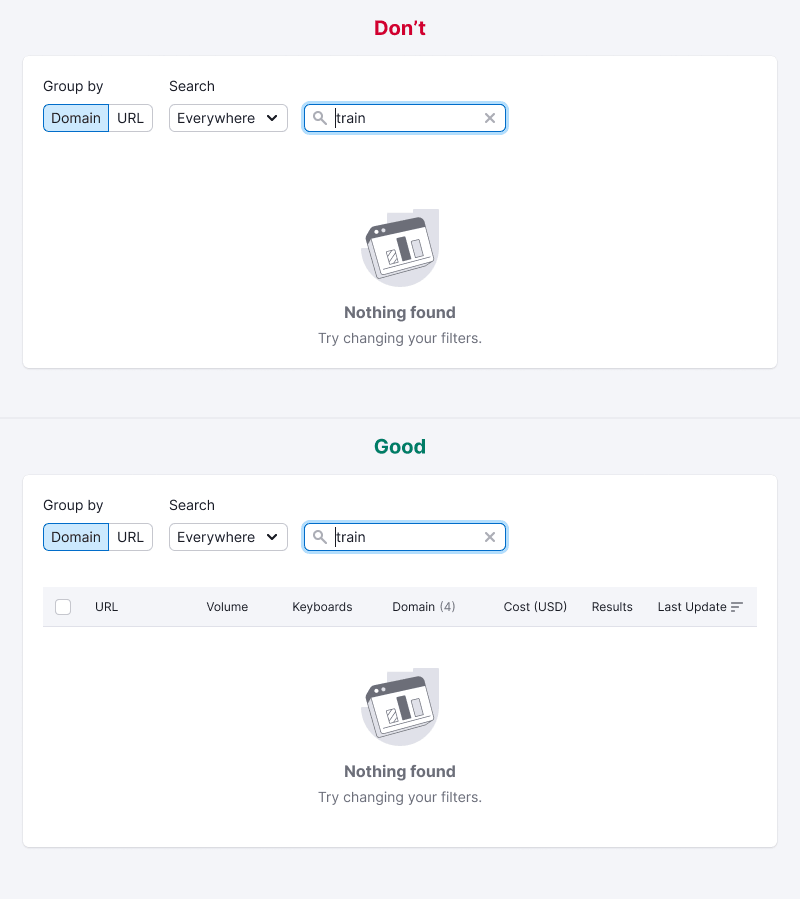 Don’t
Group by Search
Domain URL Everywhere train
Nothing found
Try changing your filters.
Good
Group by Search
Domain URL Everywhere train
URL Volume Keyboards Domain (4) Cost (USD) Results Last Update
Nothing found
Try changing your filters.